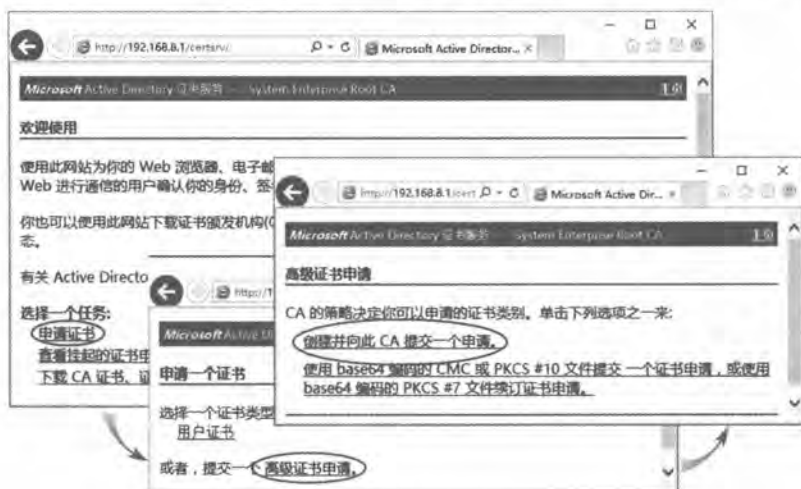 http://192.168.8.1/certsrv/
Microsoft Active Director...
Microsoft Active Directory 证书服务 -- System Enterprise Root CA
主页
欢迎使用
使用此网站为你的 Web 浏览器、电子邮
Web 进行通信的用户确认你的身份、签
你也可以使用此网站下载证书颁发机构(C
态。
有关 Active Directo
选择一个任务:
申请证书
查看挂起的证书申
下载 CA 证书、证
http://1
Microsoft Active Di
申请一个证书
选择一个证书类型
用户证书
或者，提交一个 高级证书申请。
http://192.168.8.1/cert
Microsoft Active Dir...
Microsoft Active Directory 证书服务 -- System Enterprise Root CA
主页
高级证书申请
CA 的策略决定你可以申请的证书类别。单击下列选项之一来:
创建并向此 CA 提交一个申请。
使用 base64 编码的 CMC 或 PKCS #10 文件提交 一个证书申请，或使用
base64 编码的 PKCS #7 文件续订证书申请。